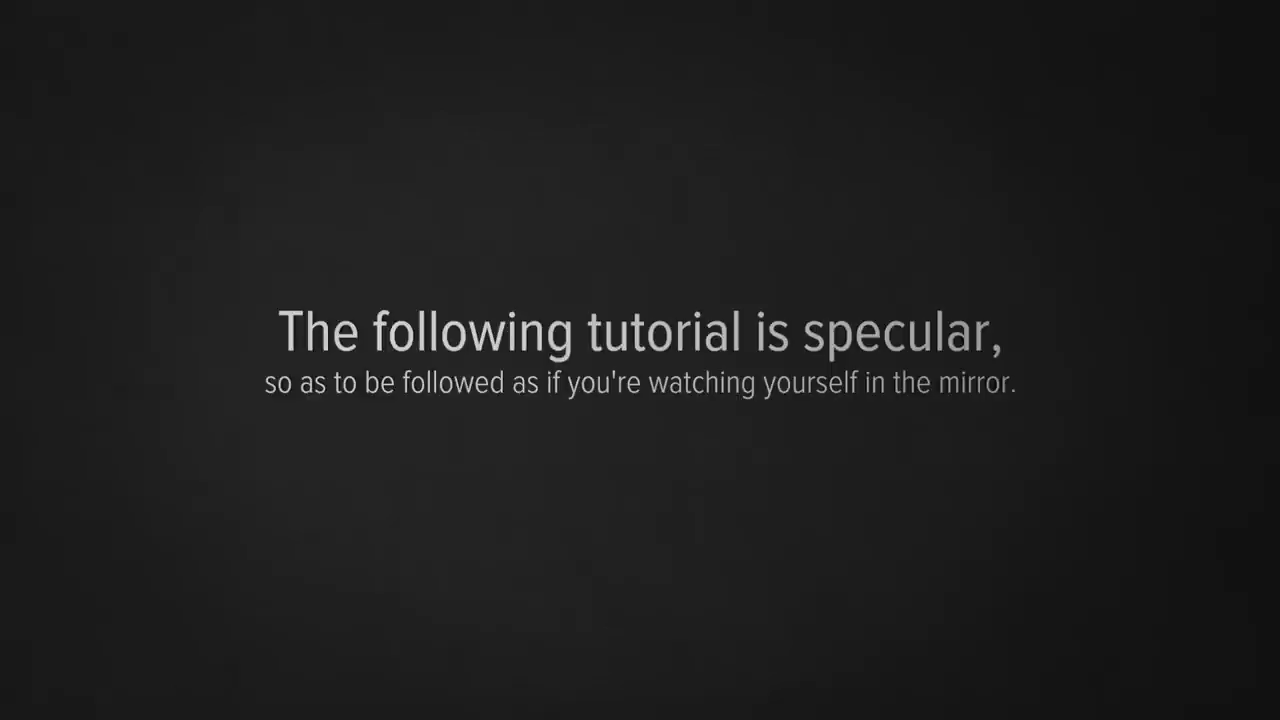 The following tutorial is specular,
so as to be followed as if you're watching yourself in the mirror.